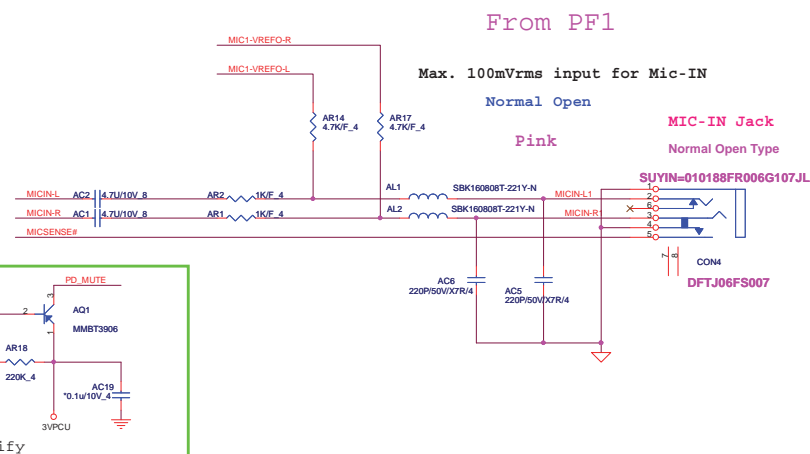 From PF1
MIC1-VREFO-R
MIC1-VREFO-L
Max. 100mVrms input for Mic-IN
Normal Open
Pink
MIC-IN Jack
Normal Open Type
SUYIN=010188FR006G107JL
AR14
4.7K/F_4
AR17
4.7K/F_4
MICIN-L
AC2
4.7U/10V_8
AR2
1K/F_4
AL1
SBK160808T-221Y-N
MICIN-L1
MICIN-R
AC1
4.7U/10V_8
AR1
1K/F_4
AL2
SBK160808T-221Y-N
MICIN-R1
MICSENSE#
1
2
6
3
4
5
7
8
CON4
DFTJ06FS007
AC6
220P/50V/X7R/4
AC5
220P/50V/X7R/4
PD_MUTE
3
2
1
AQ1
MMBT3906
AR18
220K_4
AC19
*0.1u/10V_4
3VPCU
ify